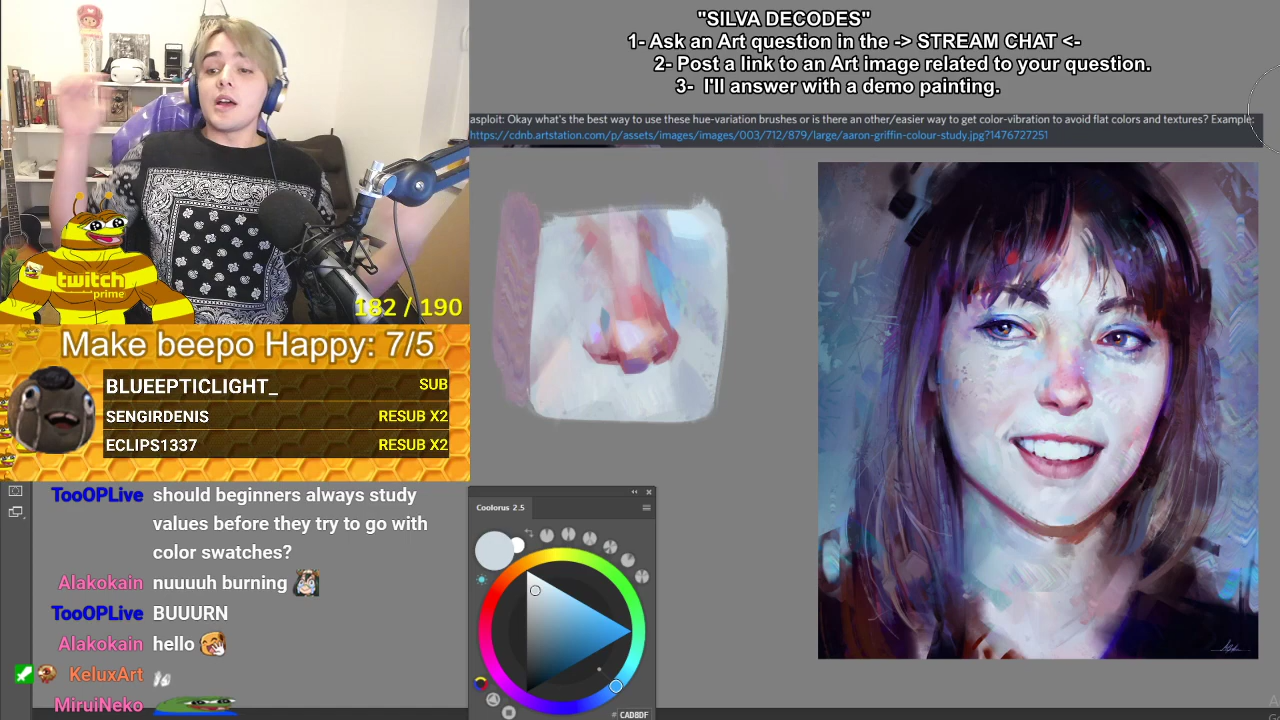 "SILVA DECODES"
1- Ask an Art question in the -> STREAM CHAT <-
2- Post a link to an Art image related to your question.
3- I'll answer with a demo painting.
asploit: Okay what's the best way to use these hue-variation brushes or is there an other/easier way to get color-vibration to avoid flat colors and textures? Example:
https://cdnb.artstation.com/p/assets/images/images/003/712/879/large/aaron-griffin-colour-study.jpg?1476727251
twitch
prime
182 / 190
Make beepo Happy: 7/5
BLUEEPTICLIGHT_ SUB
SENGIRDENIS RESUB X2
ECLIPS1337 RESUB X2
TooOPLive should beginners always study
values before they try to go with
color swatches?
Alakokain nuuuuh burning
TooOPLive BUUURN
Alakokain hello
KeluxArt
MiruiNeko
Coolorus 2.5
# CAD8DF